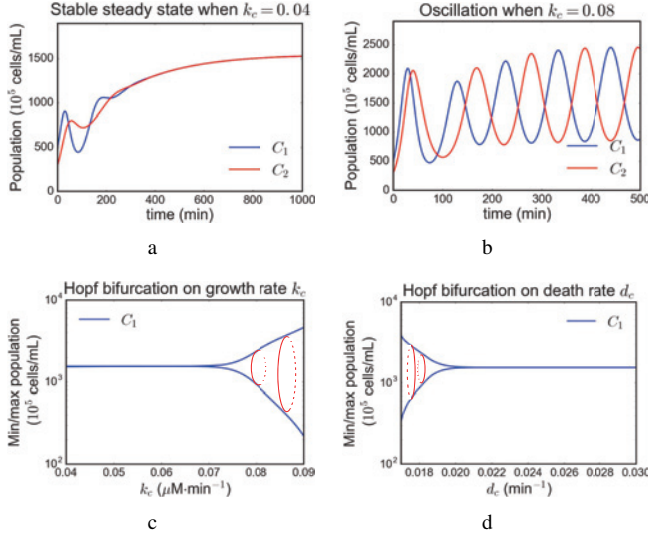 Stable steady state when k_c = 0.04
Population (10^5 cells/mL)
2000
1500
1000
500
0
C_1
C_2
0 200 400 600 800 1000
time (min)
a
Oscillation when k_c = 0.08
Population (10^5 cells/mL)
2500
2000
1500
1000
500
0
C_1
C_2
0 100 200 300 400 500
time (min)
b
Hopf bifurcation on growth rate k_c
Min/max population
(10^5 cells/mL)
10^4
10^3
10^2
C_1
0.04 0.05 0.06 0.07 0.08 0.09
k_c (μM·min^{-1})
c
Hopf bifurcation on death rate d_c
Min/max population
(10^5 cells/mL)
10^4
10^3
10^2
C_1
0.018 0.020 0.022 0.024 0.026 0.028 0.030
d_c (min^{-1})
d